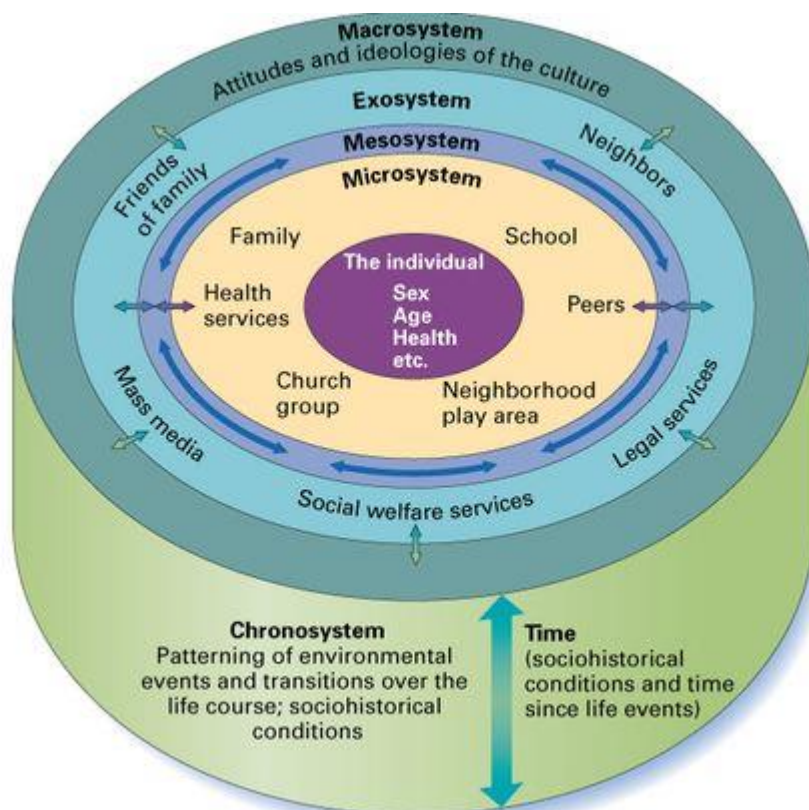 Macrosystem
Attitudes and ideologies of the culture
Exosystem
Mesosystem
Microsystem
Friends
of family
Neighbors
Family
School
The individual
Sex
Age
Health
etc.
Health
services
Peers
Church
group
Neighborhood
play area
Mass media
Legal services
Social welfare services
Chronosystem
Patterning of environmental
events and transitions over the
life course; sociohistorical
conditions
Time
(sociohistorical
conditions and time
since life events)